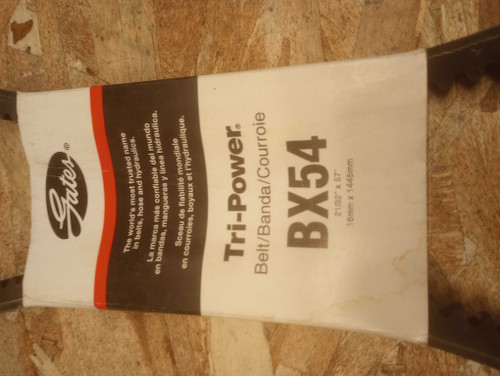 Gates®
The world's most trusted name
in belts, hose and hydraulics.
La marca más confiable del mundo
en bandas, mangueras y línea hidráulica.
Sceau de fiabilité mondiale
en courroies, boyaux et l'hydraulique.
Tri-Power®
Belt/Banda/Courroie
BX54
21/32" x 57"
16mm x 1445mm